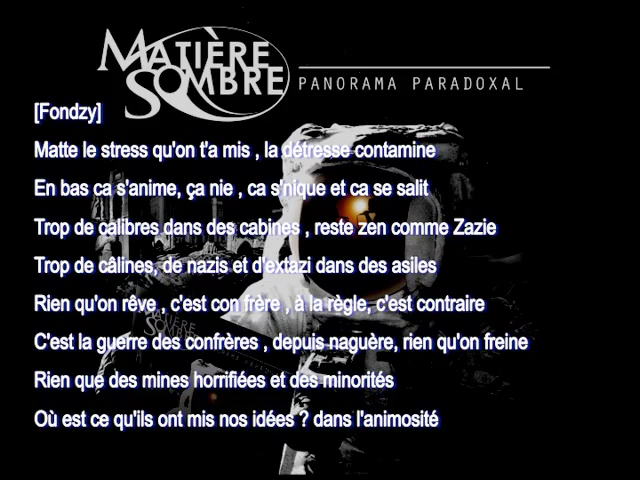 MATIÈRE
SOMBRE
PANORAMA PARADOXAL
[Fondzy]
Matte le stress qu'on t'a mis , la détresse contamine
En bas ca s'anime, ça nie , ca s'nique et ca se salit
Trop de calibres dans des cabines , reste zen comme Zazie
Trop de câlines, de nazis et d'extazi dans des asiles
Rien qu'on rêve , c'est con frère , à la règle, c'est contraire
C'est la guerre des confrères , depuis naguère, rien qu'on freine
Rien que des mines horrifiées et des minorités
Où est ce qu'ils ont mis nos idées ? dans l'animosité
MATIÈRE
SOMBRE